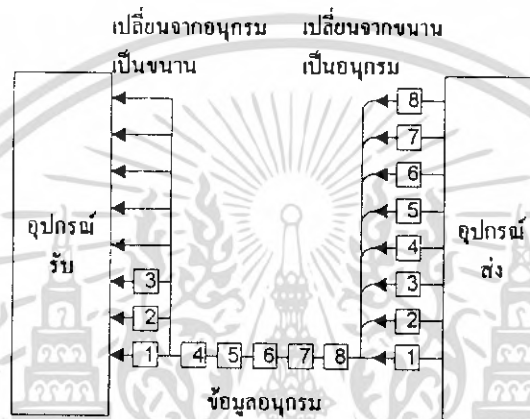 เปลี่ยนจากอนุกรม
เป็นขนาน
เปลี่ยนจากขนาน
เป็นอนุกรม
8
7
6
5
4
3
2
1
อุปกรณ์
รับ
อุปกรณ์
ส่ง
3
2
1
4 5 6 7 8
ข้อมูลอนุกรม